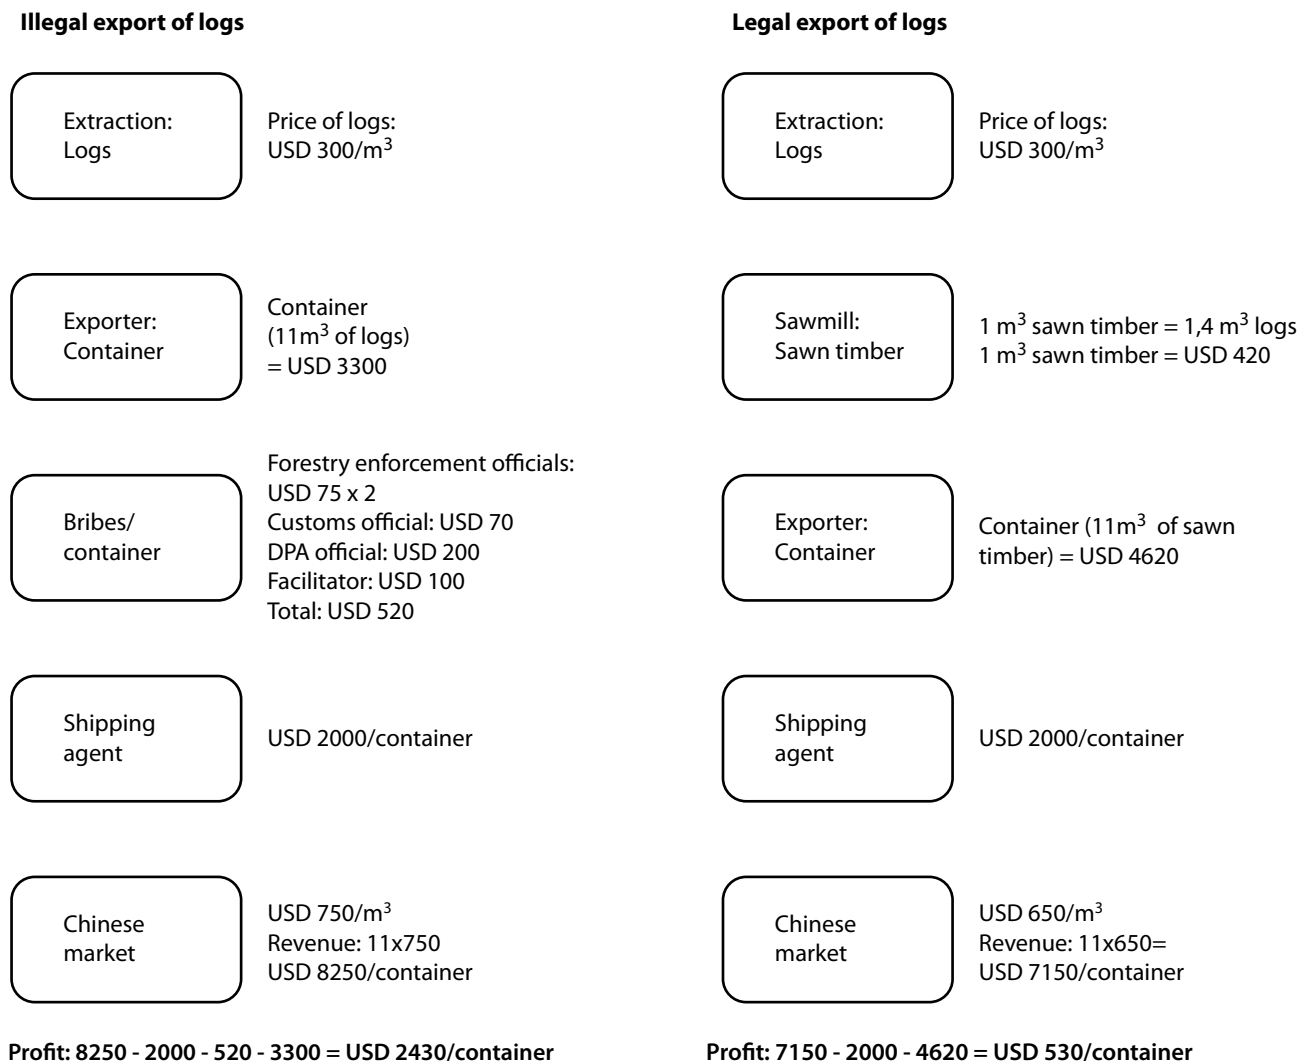 Illegal export of logs
Extraction:
Logs
Price of logs:
USD 300/m³
Exporter:
Container
Container
(11m³ of logs)
= USD 3300
Bribes/
container
Forestry enforcement officials:
USD 75 x 2
Customs official: USD 70
DPA official: USD 200
Facilitator: USD 100
Total: USD 520
Shipping
agent
USD 2000/container
Chinese
market
USD 750/m³
Revenue: 11x750
USD 8250/container
Profit: 8250 - 2000 - 520 - 3300 = USD 2430/container
Legal export of logs
Extraction:
Logs
Price of logs:
USD 300/m³
Sawmill:
Sawn timber
1 m³ sawn timber = 1,4 m³ logs
1 m³ sawn timber = USD 420
Exporter:
Container
Container (11m³ of sawn
timber) = USD 4620
Shipping
agent
USD 2000/container
Chinese
market
USD 650/m³
Revenue: 11x650=
USD 7150/container
Profit: 7150 - 2000 - 4620 = USD 530/container